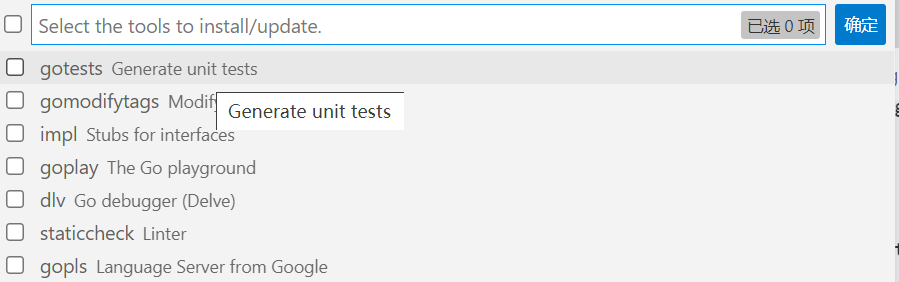 Select the tools to install/update. 已选 0 项 确定
gotests Generate unit tests
gomodifytags Modify
Generate unit tests
impl Stubs for interfaces
goplay The Go playground
dlv Go debugger (Delve)
staticcheck Linter
gopls Language Server from Google